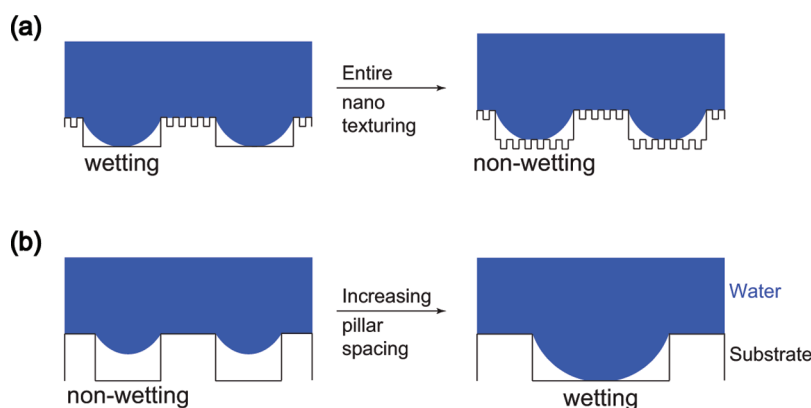 (a)
Entire
nano
texturing
wetting
non-wetting
(b)
Increasing
pillar
spacing
Water
Substrate
non-wetting
wetting